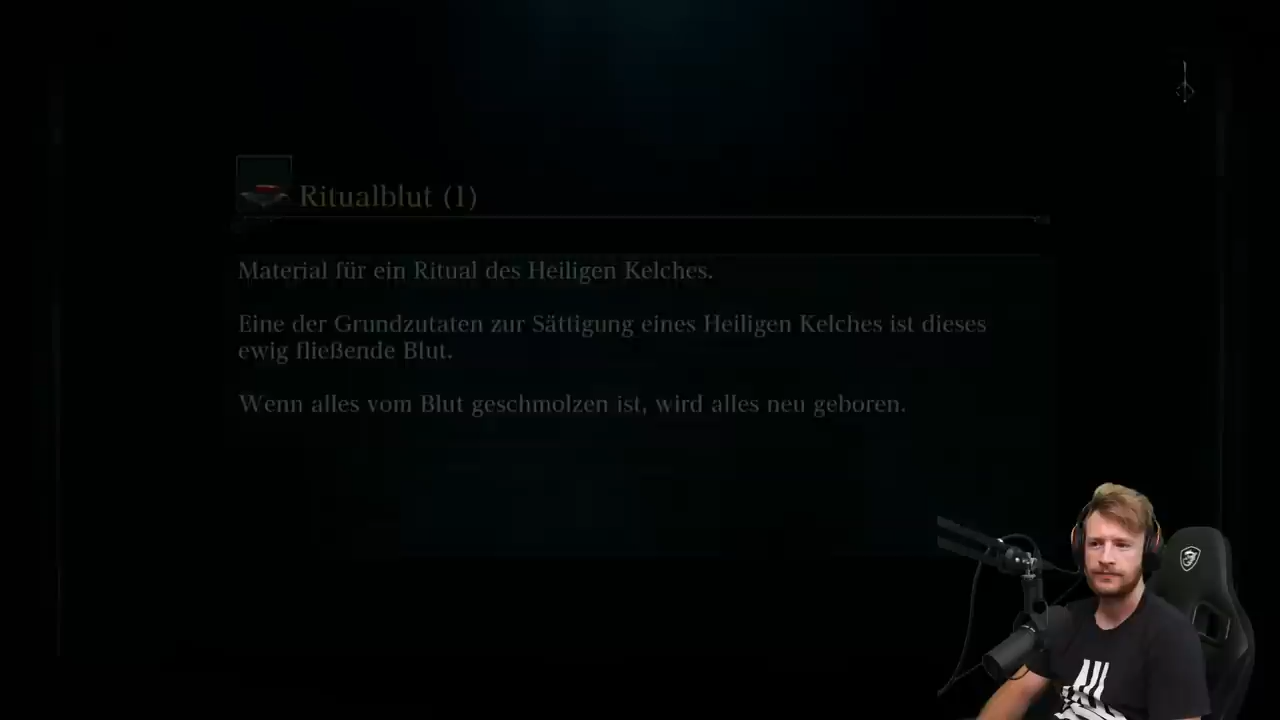 Ritualblut (1)
Material für ein Ritual des Heiligen Kelches.
Eine der Grundzutaten zur Sättigung eines Heiligen Kelches ist dieses
ewig fließende Blut.
Wenn alles vom Blut geschmolzen ist, wird alles neu geboren.